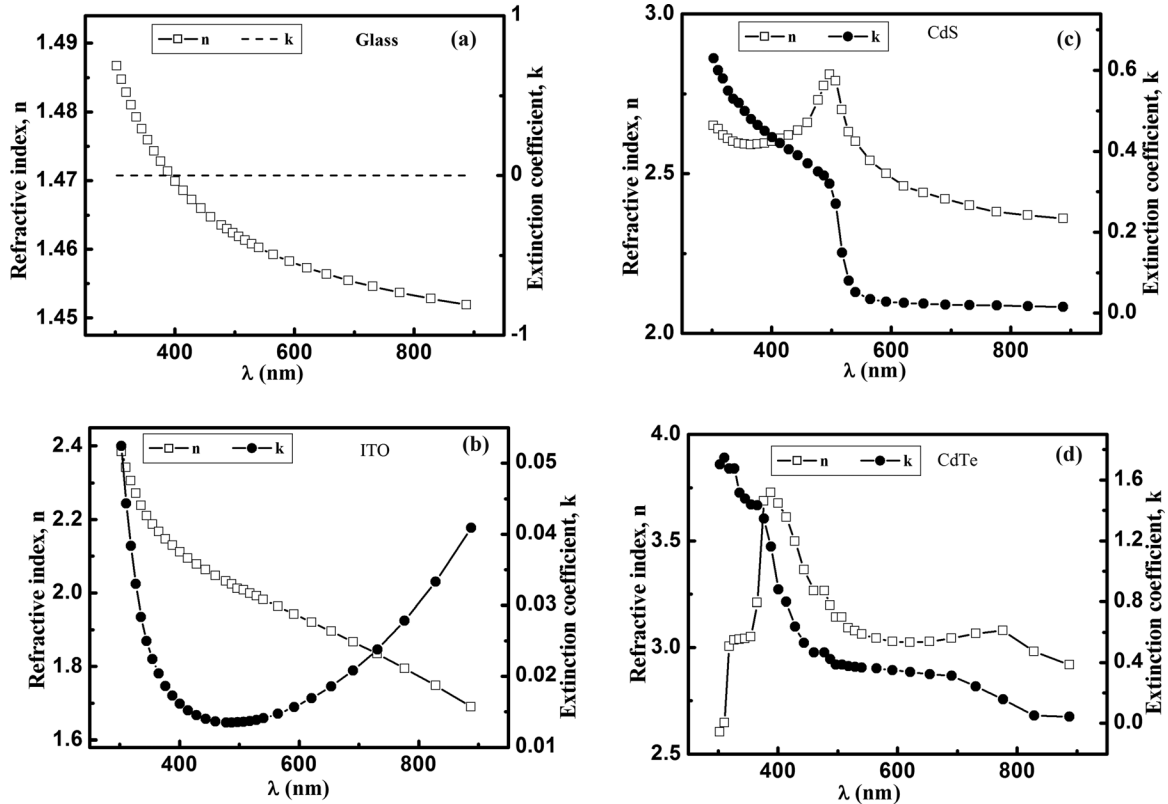 n k Glass (a)
1
1.49
1.48
1.47
1.46
1.45
0
-1
Refractive index, n
Extinction coefficient, k
400 600 800
λ (nm)
n k CdS (c)
3.0
2.5
2.0
0.6
0.4
0.2
0.0
Refractive index, n
Extinction coefficient, k
400 600 800
λ (nm)
n k ITO (b)
2.4
2.2
2.0
1.8
1.6
0.05
0.04
0.03
0.02
0.01
Refractive index, n
Extinction coefficient, k
400 600 800
λ (nm)
n k CdTe (d)
4.0
3.5
3.0
2.5
1.6
1.2
0.8
0.4
0.0
Refractive index, n
Extinction coefficient, k
400 600 800
λ (nm)